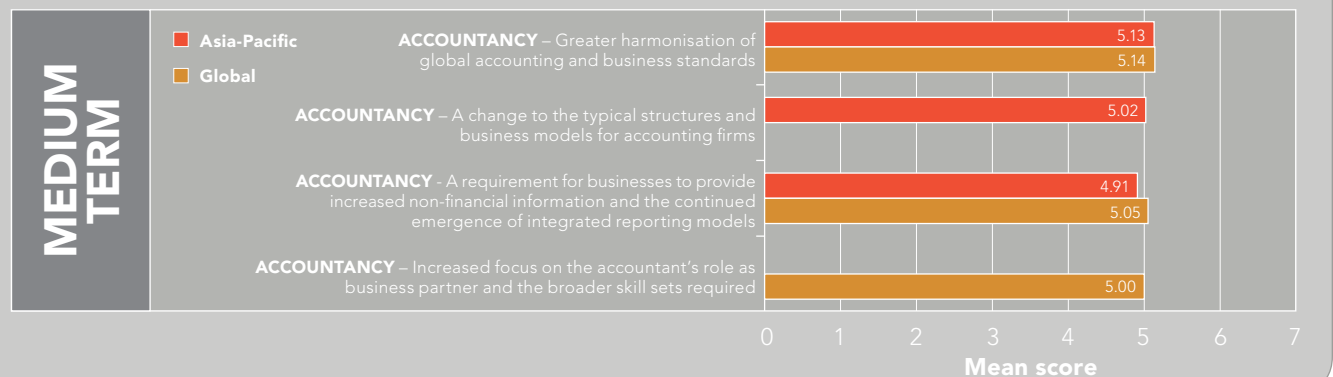 MEDIUM
TERM
Asia-Pacific
Global
ACCOUNTANCY – Greater harmonisation of
global accounting and business standards
5.13
5.14
ACCOUNTANCY – A change to the typical structures and
business models for accounting firms
5.02
ACCOUNTANCY - A requirement for businesses to provide
increased non-financial information and the continued
emergence of integrated reporting models
4.91
5.05
ACCOUNTANCY – Increased focus on the accountant’s role as
business partner and the broader skill sets required
5.00
0 1 2 3 4 5 6 7
Mean score